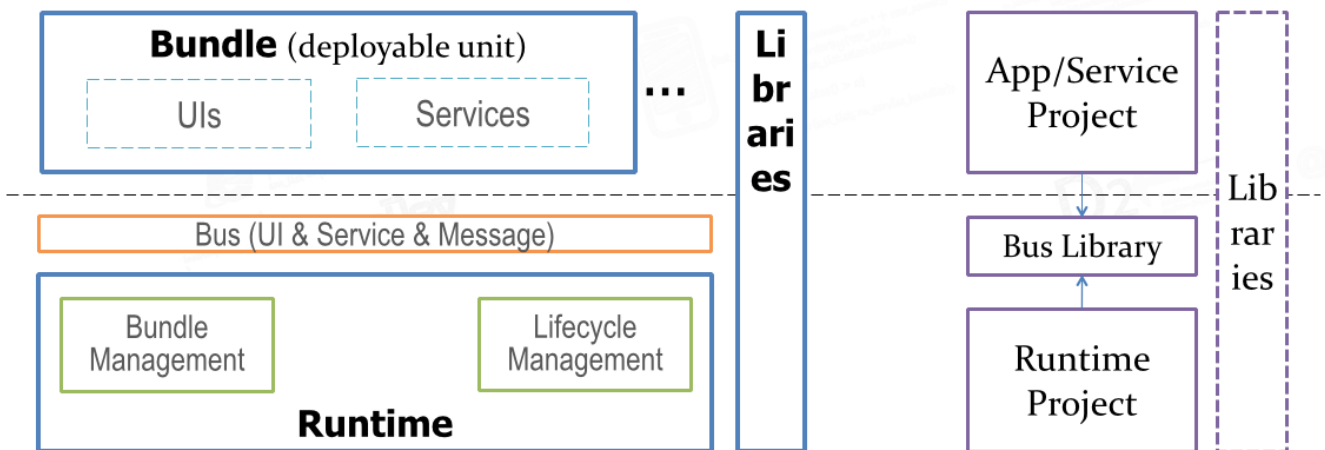 Bundle (deployable unit)
UIs
Services
...
Li
br
ari
es
Bus (UI & Service & Message)
Bundle
Management
Lifecycle
Management
Runtime
App/Service
Project
Bus Library
Runtime
Project
Lib
rar
ies